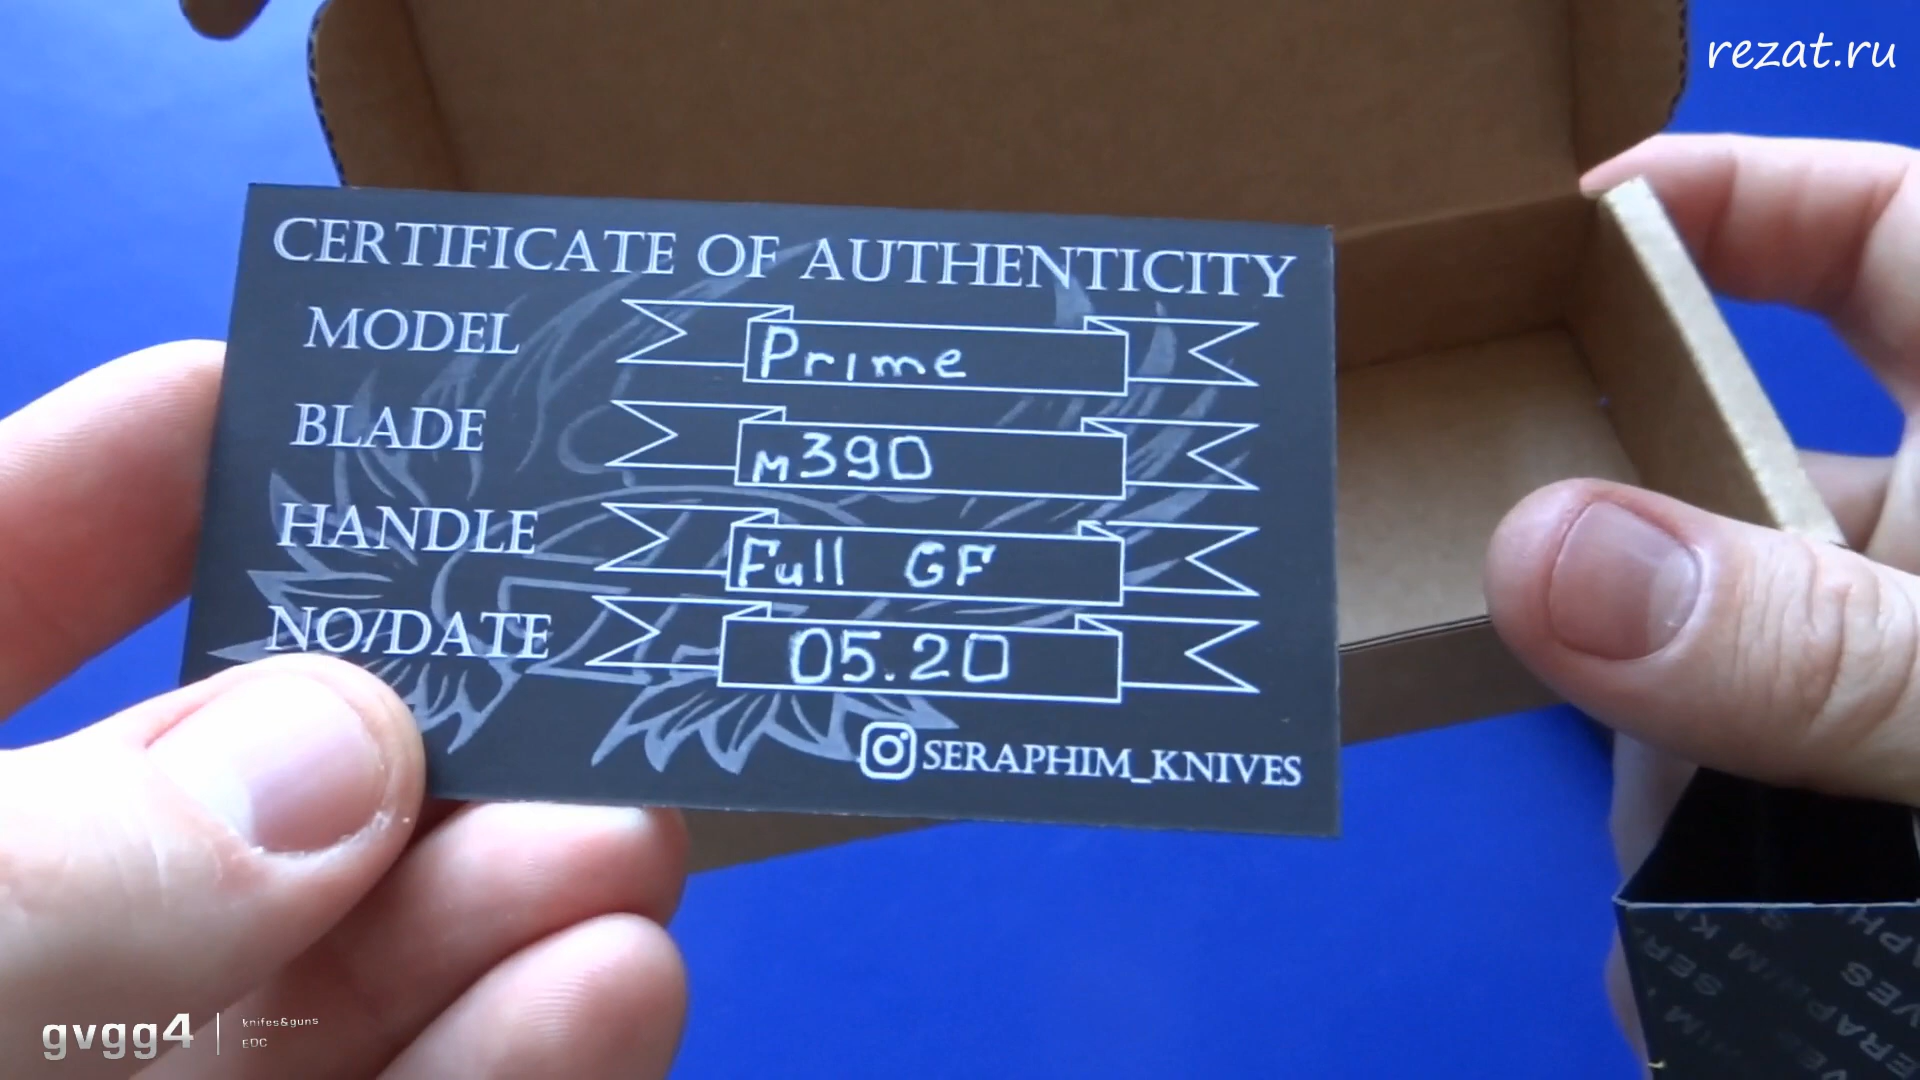 rezat.ru
CERTIFICATE OF AUTHENTICITY
MODEL Prime
BLADE M390
HANDLE Full GF
NO/DATE 05.20
SERAPHIM_KNIVES
gvgg4
knifes&guns
EDC